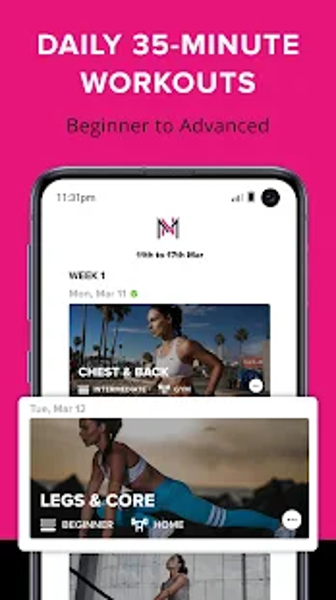 DAILY 35-MINUTE
WORKOUTS
Beginner to Advanced
11:31pm
11th to 17th Mar
WEEK 1
Mon, Mar 11
CHEST & BACK
INTERMEDIATE GYM
Tue, Mar 12
LEGS & CORE
BEGINNER HOME